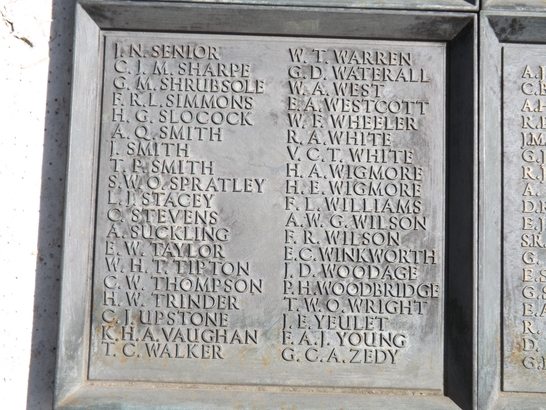 J. N. SENIOR
C. J. M. SHARPE
G. M. SHRUBSOLE
F. R. L. SIMMONS
H. G. SLOCOCK
A. Q. SMITH
J. SMITH
T. P. SMITH
S. W. O. SPRATLEY
L. J. STACEY
C. STEVENS
A. SUCKLING
E. W. TAYLOR
W. H. T. TIPTON
C. W. THOMPSON
H. W. TRINDER
C. J. UPSTONE
K. H. A. VAUGHAN
T. C. WALKER
W. T. WARREN
G. D. WATERALL
W. A. WEST
E. A. WESTCOTT
W. E. WHEELER
R. A. WHITE
V. C. T. WHITE
H. A. WIGMORE
H. E. WIGMORE
F. L. WILLIAMS
A. W. G. WILSON
F. R. WILSON
E. C. WINKWORTH
J. D. WOODAGE
P. H. WOODBRIDGE
T. W. O. WRIGHT
J. E. YEULET
F. A. J. YOUNG
G. C. A. ZEDY